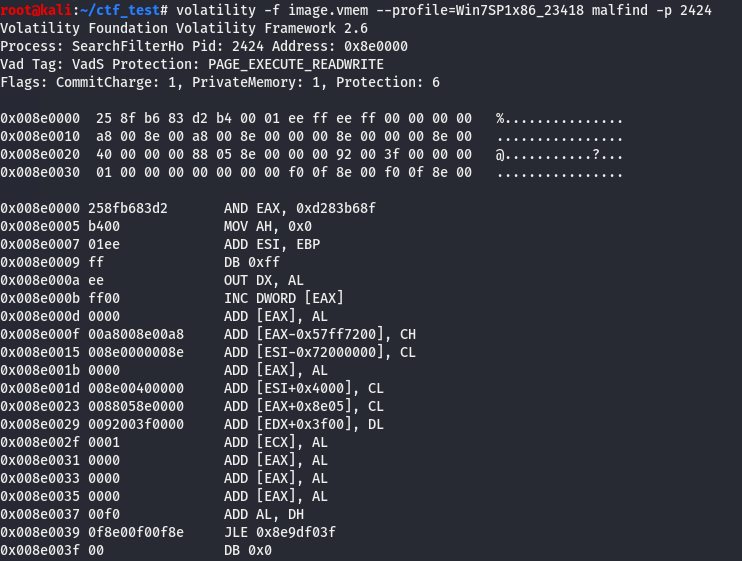 root@kali:~/ctf_test# volatility -f image.vmem --profile=Win7SP1x86_23418 malfind -p 2424
Volatility Foundation Volatility Framework 2.6
Process: SearchFilterHo Pid: 2424 Address: 0x8e0000
Vad Tag: VadS Protection: PAGE_EXECUTE_READWRITE
Flags: CommitCharge: 1, PrivateMemory: 1, Protection: 6

0x008e0000  25 8f b6 83 d2 b4 00 01 ee ff ee ff 00 00 00 00   %...............
0x008e0010  a8 00 8e 00 a8 00 8e 00 00 00 8e 00 00 00 8e 00   ................
0x008e0020  40 00 00 00 88 05 8e 00 00 00 92 00 3f 00 00 00   @...........?...
0x008e0030  01 00 00 00 00 00 00 00 f0 0f 8e 00 f0 0f 8e 00   ................

0x008e0000 258fb683d2       AND EAX, 0xd283b68f
0x008e0005 b400             MOV AH, 0x0
0x008e0007 01ee             ADD ESI, EBP
0x008e0009 ff               DB 0xff
0x008e000a ee               OUT DX, AL
0x008e000b ff00             INC DWORD [EAX]
0x008e000d 0000             ADD [EAX], AL
0x008e000f 00a8008e00a8     ADD [EAX-0x57ff7200], CH
0x008e0015 008e0000008e     ADD [ESI-0x72000000], CL
0x008e001b 0000             ADD [EAX], AL
0x008e001d 008e00400000     ADD [ESI+0x4000], CL
0x008e0023 0088058e0000     ADD [EAX+0x8e05], CL
0x008e0029 0092003f0000     ADD [EDX+0x3f00], DL
0x008e002f 0001             ADD [ECX], AL
0x008e0031 0000             ADD [EAX], AL
0x008e0033 0000             ADD [EAX], AL
0x008e0035 0000             ADD [EAX], AL
0x008e0037 00f0             ADD AL, DH
0x008e0039 0f8e00f00f8e     JLE 0x8e9df03f
0x008e003f 00               DB 0x0